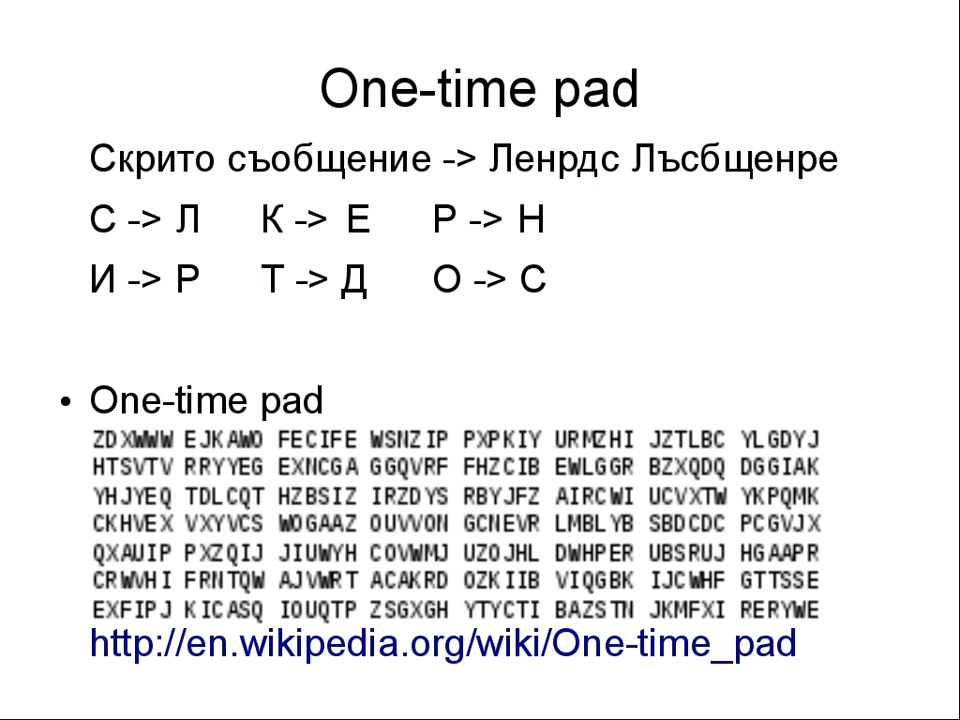 One-time pad
Скрито съобщение -> Ленрдс Лъсбщенре
С -> Л К -> Е Р -> Н
И -> Р Т -> Д О -> С
• One-time pad
ZDXWWW EJKAWO FECIFE WSNZIP PXPKIY URMZHI JZTLBC YLGDYJ
HTSVTV RRYYEG EXNCGA GGQVRF FHZCIB EWLGGR BZXQDQ DGGIAK
YHJYEQ TDLCQT HZBSIZ IRZDYS RBYJFZ AIRCWI UCVXTW YKPQMK
CKHVEX VXYVCS WOGAAZ OUVVON GCNEVR LMBLYB SBDCDC PCGVJX
QXAUIP PXZQIJ JIUWYH COVWMJ UZOJHL DWHPER UBSRUJ HGAAPR
CRWVHI FRNTQW AJVWRT ACAKRD OZKIIB VIQGBK IJCWHF GTTSSE
EXFIPJ KICASQ IOUQTP ZSGXGH YTYCTI BAZSTN JKMFXI RERYWE
http://en.wikipedia.org/wiki/One-time_pad